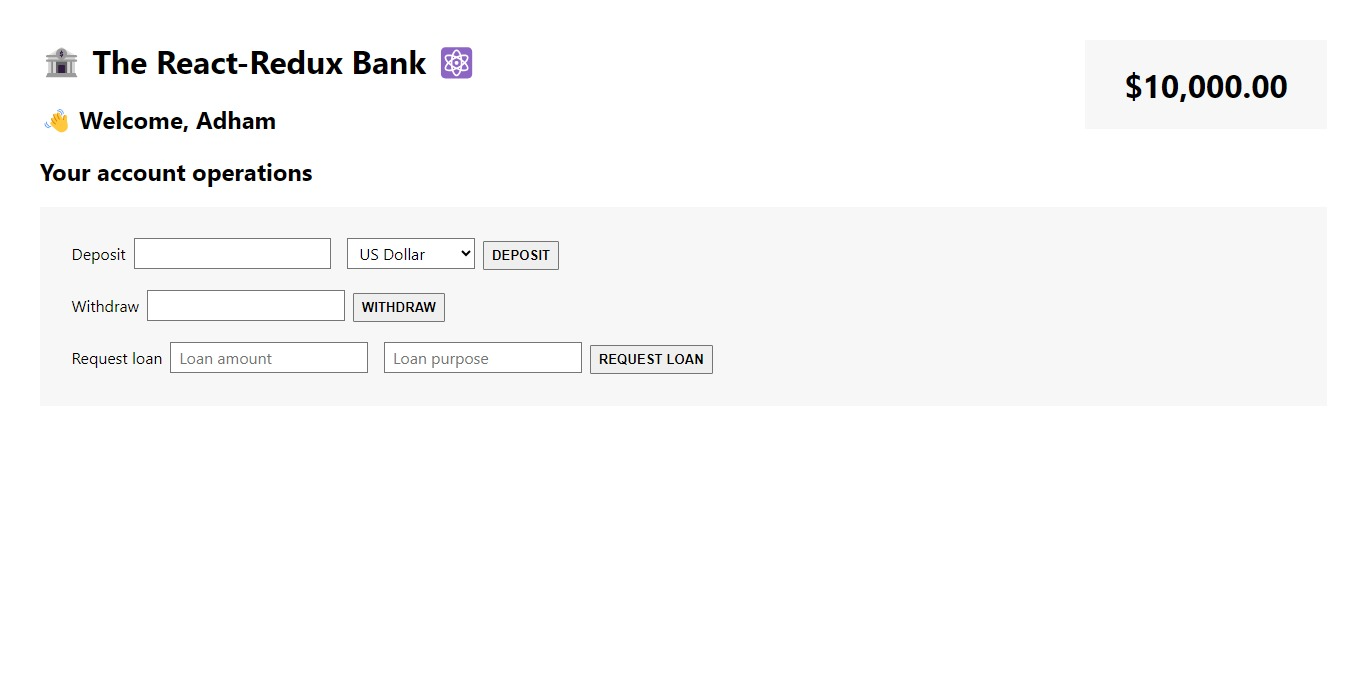 The React-Redux Bank
$10,000.00
Welcome, Adham
Your account operations
Deposit US Dollar DEPOSIT
Withdraw WITHDRAW
Request loan Loan amount Loan purpose REQUEST LOAN